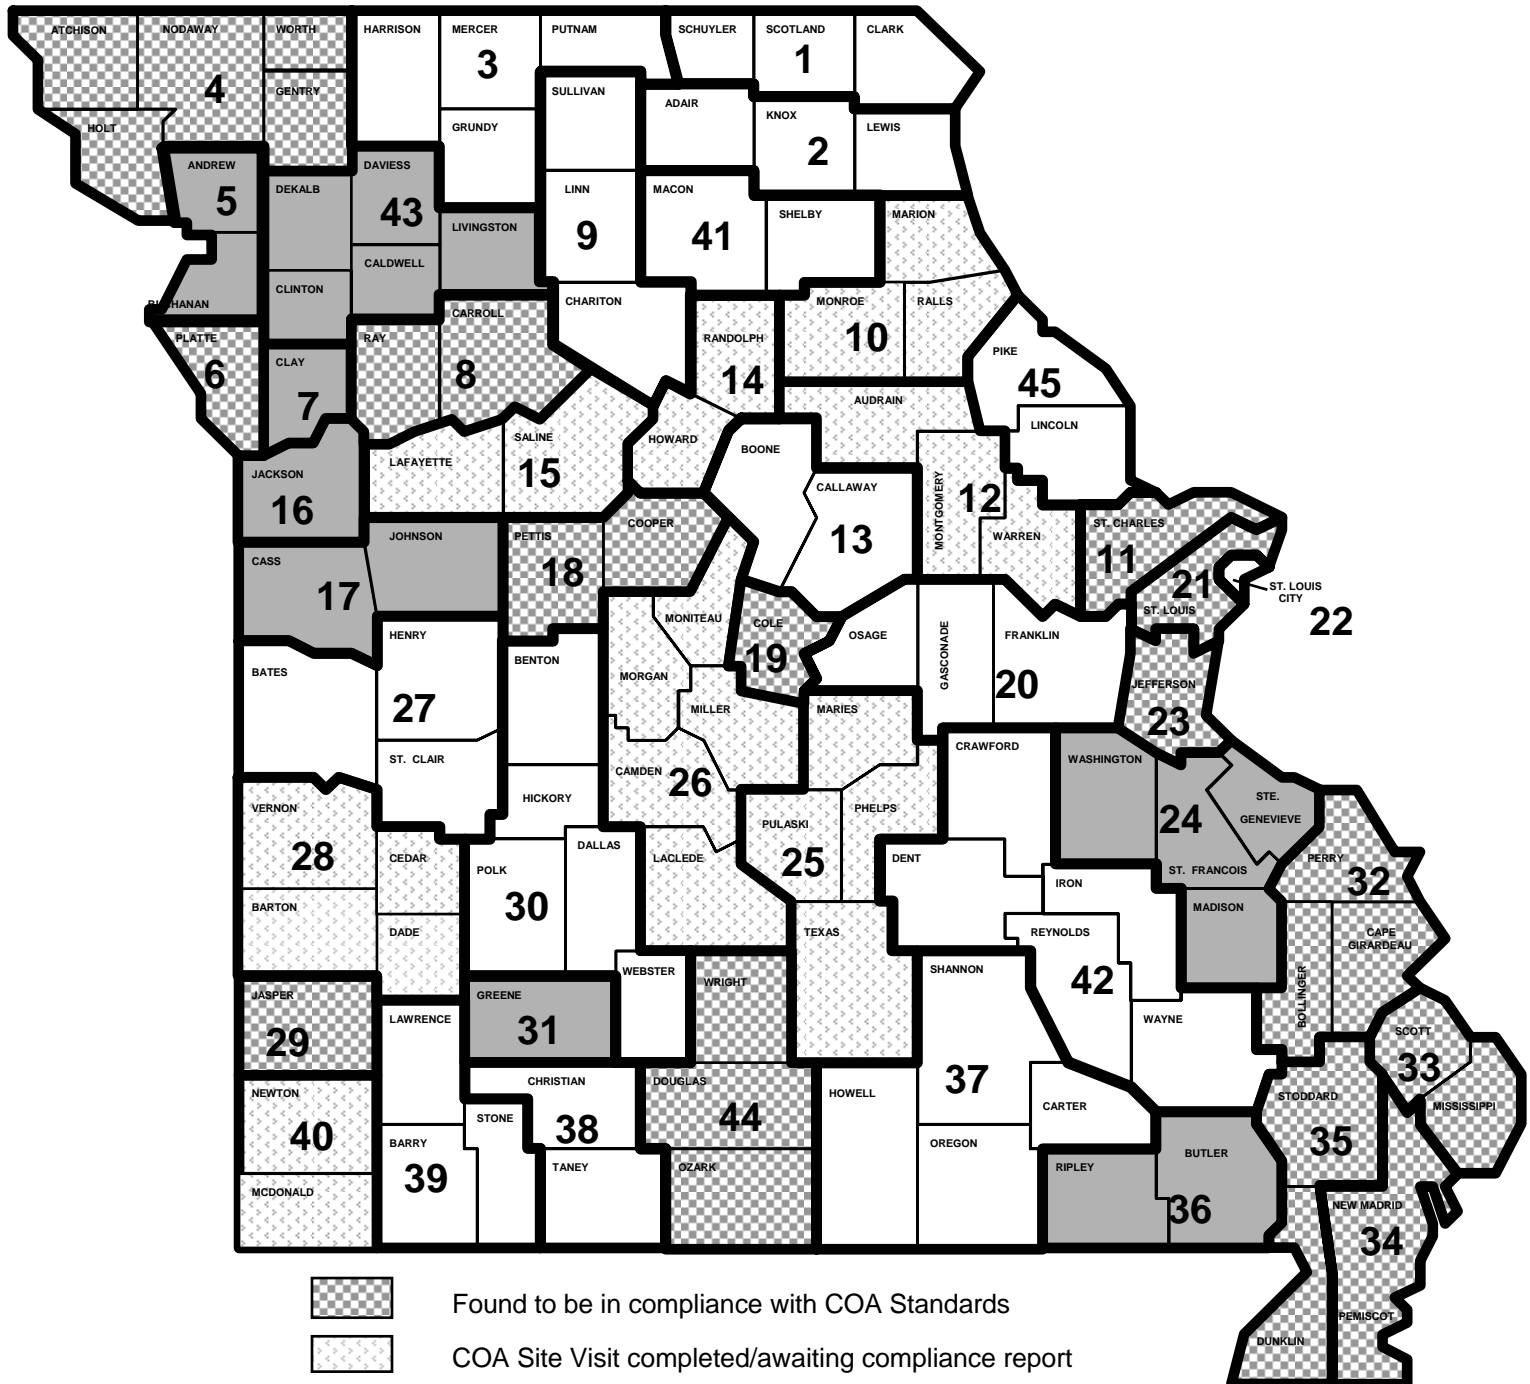 ATCHISON
NODAWAY
WORTH
HARRISON
MERCER
PUTNAM
SCHUYLER
SCOTLAND
CLARK
3
1
4
GENTRY
SULLIVAN
ADAIR
KNOX
HOLT
GRUNDY
LEWIS
2
ANDREW
DAVIESS
5
DEKALB
43
LINN
MACON
LIVINGSTON
9
41
SHELBY
MARION
CALDWELL
CLINTON
BUCHANAN
CHARITON
MONROE
RALLS
CARROLL
PLATTE
RAY
RANDOLPH
10
6
CLAY
8
14
PIKE
45
7
AUDRAIN
LINCOLN
SALINE
HOWARD
BOONE
LAFAYETTE
15
JACKSON
CALLAWAY
MONTGOMERY
12
16
COOPER
ST. CHARLES
PETTIS
JOHNSON
13
WARREN
11
CASS
18
21
17
ST. LOUIS
CITY
ST. LOUIS
22
MONITEAU
COLE
HENRY
OSAGE
GASCONADE
FRANKLIN
BENTON
19
BATES
MORGAN
20
JEFFERSON
27
MILLER
MARIES
23
CRAWFORD
ST. CLAIR
WASHINGTON
CAMDEN
26
HICKORY
STE.
GENEVIEVE
VERNON
PHELPS
PULASKI
24
28
DALLAS
CEDAR
LACLEDE
25
DENT
PERRY
POLK
ST. FRANCOIS
32
IRON
BARTON
30
MADISON
DADE
TEXAS
REYNOLDS
CAPE
GIRARDEAU
WEBSTER
SHANNON
WRIGHT
42
BOLLINGER
JASPER
GREENE
LAWRENCE
WAYNE
31
SCOTT
29
33
CHRISTIAN
DOUGLAS
37
NEWTON
HOWELL
STODDARD
CARTER
MISSISSIPPI
44
STONE
38
40
35
BARRY
OREGON
BUTLER
TANEY
OZARK
RIPLEY
39
MCDONALD
36
NEW MADRID
34
Found to be in compliance with COA Standards
PEMISCOT
DUNKLIN
COA Site Visit completed/awaiting compliance report